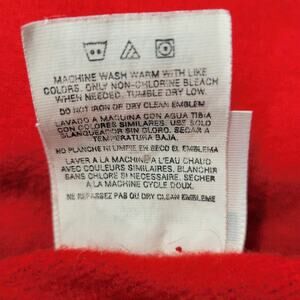 MACHINE WASH WARM WITH LIKE
COLORS. ONLY NON-CHLORINE BLEACH
WHEN NEEDED. TUMBLE DRY LOW.
DO NOT IRON OR DRY CLEAN EMBLEM
LAVADO A MAQUINA CON AGUA TIBIA
CON COLORES SIMILARES. USE SOLO
BLANQUEADOR SIN CLORO. SECAR A
TEMPERATURA BAJA.
NO PLANCHE NI LIMPIE EN SECO EL EMBLEMA
LAVER A LA MACHINE A L'EAU CHAUD
AVEC COULEURS SIMILAIRES. BLANCHIR
SANS CHLORE SI NECESSAIRE. SECHER
A LA MACHINE CYCLE DOUX.
NE REPASSEZ PAS OU DRY CLEAN EMBLEME